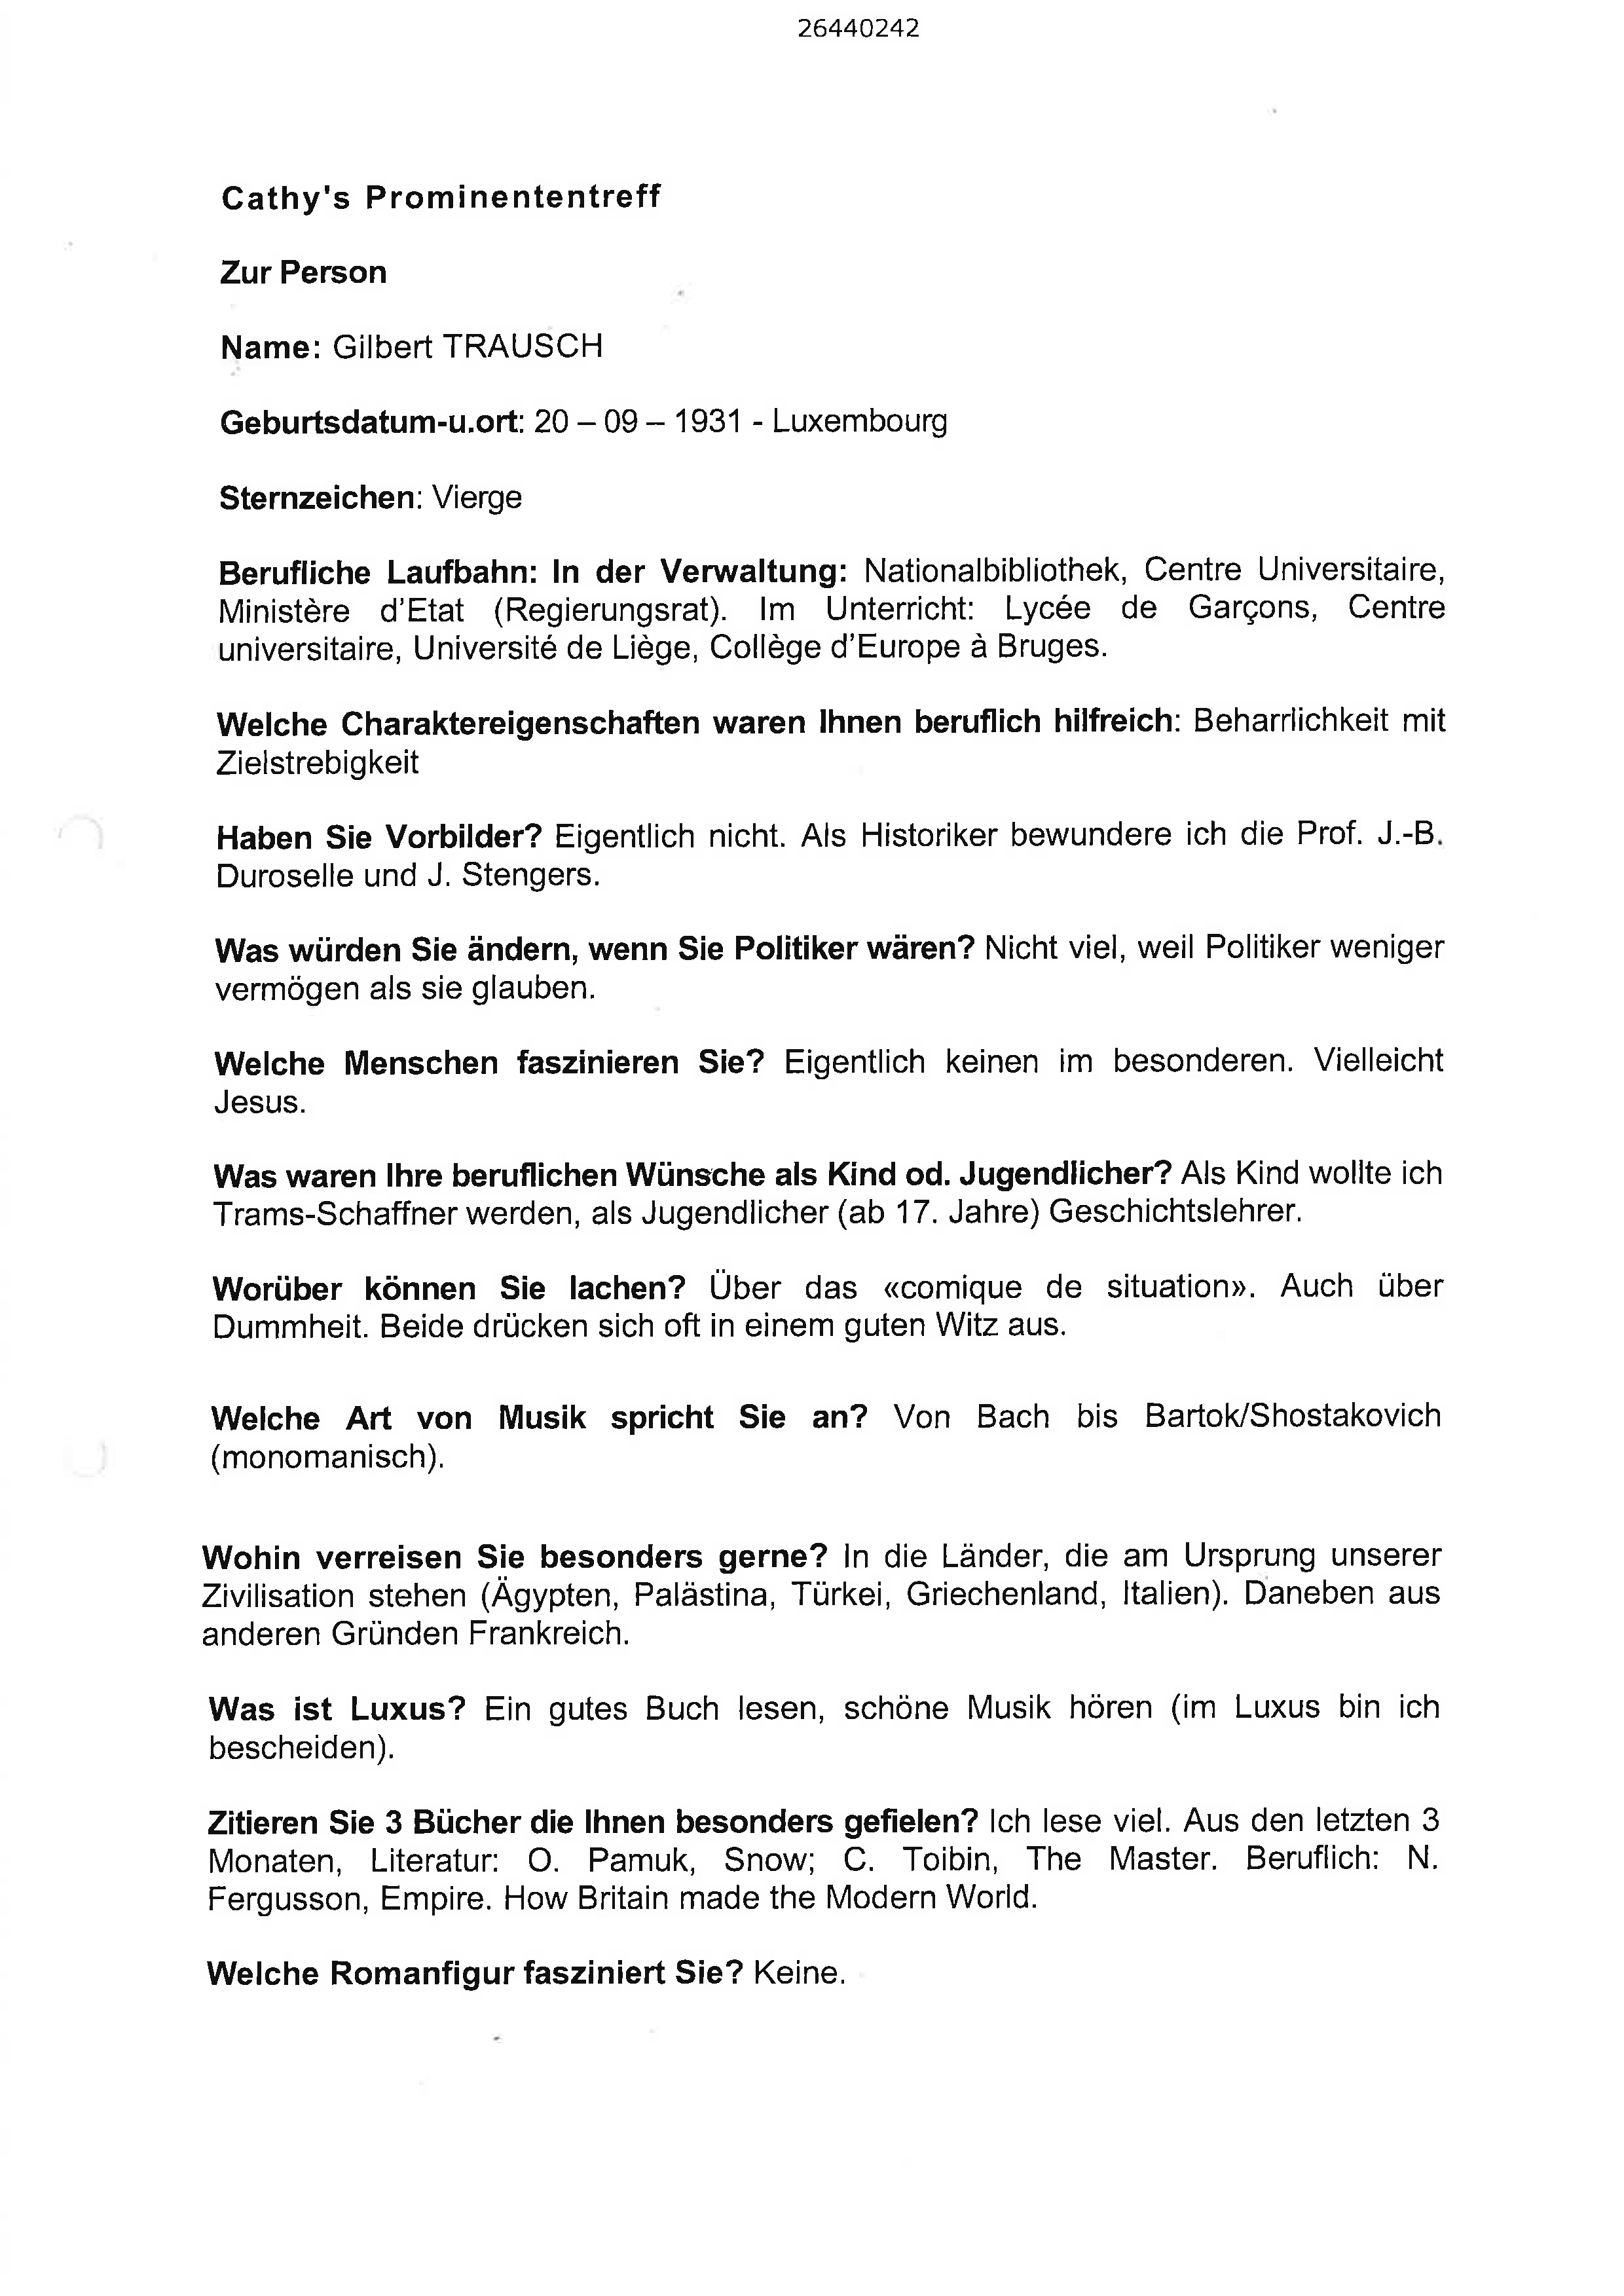 26440242
Cathy's Prominententreff
Zur Person
Name: Gilbert TRAUSCH
Geburtsdatum-u.ort: 20 – 09 – 1931 - Luxembourg
Sternzeichen: Vierge
Berufliche Laufbahn: In der Verwaltung: Nationalbibliothek, Centre Universitaire,
Ministère d'Etat (Regierungsrat). Im Unterricht: Lycée de Garçons, Centre
universitaire, Université de Liège, Collège d'Europe à Bruges.
Welche Charaktereigenschaften waren Ihnen beruflich hilfreich: Beharrlichkeit mit
Zielstrebigkeit
Haben Sie Vorbilder? Eigentlich nicht. Als Historiker bewundere ich die Prof. J.-B.
Duroselle und J. Stengers.
Was würden Sie ändern, wenn Sie Politiker wären? Nicht viel, weil Politiker weniger
vermögen als sie glauben.
Welche Menschen faszinieren Sie? Eigentlich keinen im besonderen. Vielleicht
Jesus.
Was waren Ihre beruflichen Wünsche als Kind od. Jugendlicher? Als Kind wollte ich
Trams-Schaffner werden, als Jugendlicher (ab 17. Jahre) Geschichtslehrer.
Worüber können Sie lachen? Über das «comique de situation». Auch über
Dummheit. Beide drücken sich oft in einem guten Witz aus.
Welche Art von Musik spricht Sie an? Von Bach bis Bartok/Shostakovich
(monomanisch).
Wohin verreisen Sie besonders gerne? In die Länder, die am Ursprung unserer
Zivilisation stehen (Ägypten, Palästina, Türkei, Griechenland, Italien). Daneben aus
anderen Gründen Frankreich.
Was ist Luxus? Ein gutes Buch lesen, schöne Musik hören (im Luxus bin ich
bescheiden).
Zitieren Sie 3 Bücher die Ihnen besonders gefielen? Ich lese viel. Aus den letzten 3
Monaten, Literatur: O. Pamuk, Snow; C. Toibin, The Master. Beruflich: N.
Fergusson, Empire. How Britain made the Modern World.
Welche Romanfigur fasziniert Sie? Keine.